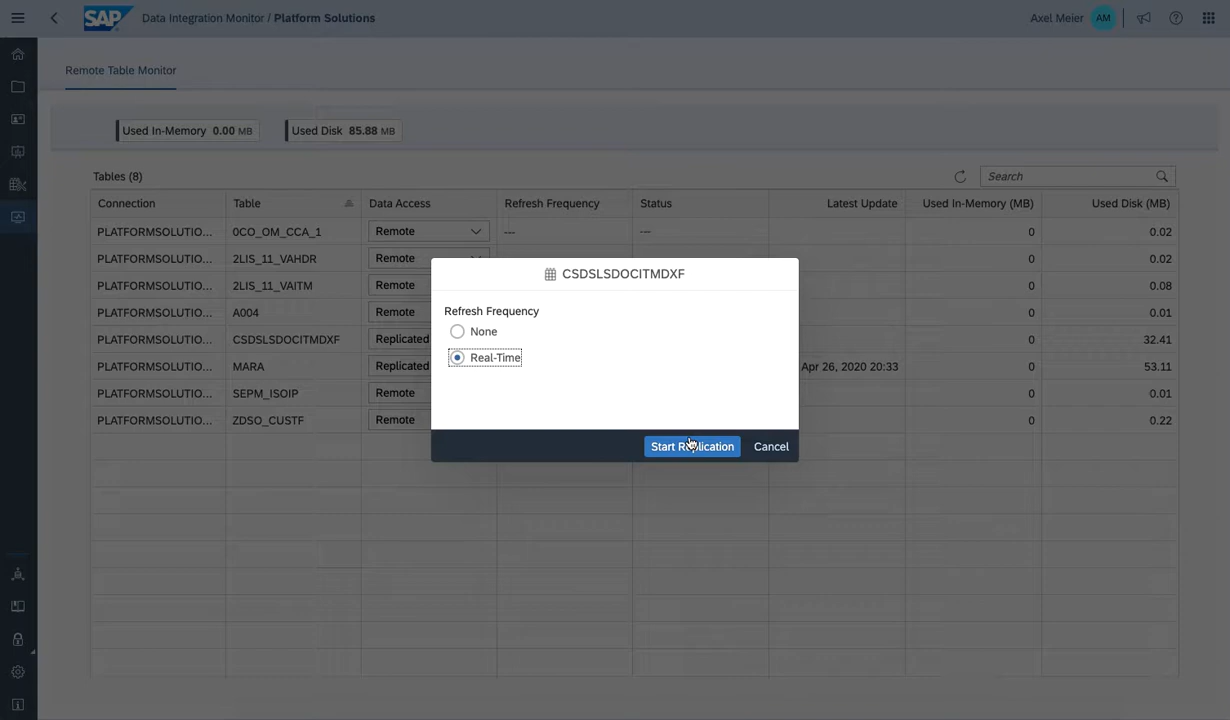 SAP Data Integration Monitor / Platform Solutions Axel Meier AM
Remote Table Monitor
Used In-Memory 0.00 MB Used Disk 85.88 MB
Tables (8) Search
Connection Table Data Access Refresh Frequency Status Latest Update Used In-Memory (MB) Used Disk (MB)
PLATFORMSOLUTIO... 0CO_OM_CCA_1 Remote --- --- 0 0.02
PLATFORMSOLUTIO... 2LIS_11_VAHDR Remote 0 0.02
PLATFORMSOLUTIO... 2LIS_11_VAITM Remote 0 0.08
PLATFORMSOLUTIO... A004 Remote 0 0.01
PLATFORMSOLUTIO... CSDSLSDOCITMDXF Replicated 0 32.41
PLATFORMSOLUTIO... MARA Replicated Apr 26, 2020 20:33 0 53.11
PLATFORMSOLUTIO... SEPM_ISOIP Remote 0 0.01
PLATFORMSOLUTIO... ZDSO_CUSTF Remote 0 0.22
CSDSLSDOCITMDXF
Refresh Frequency
None
Real-Time
Start Replication Cancel